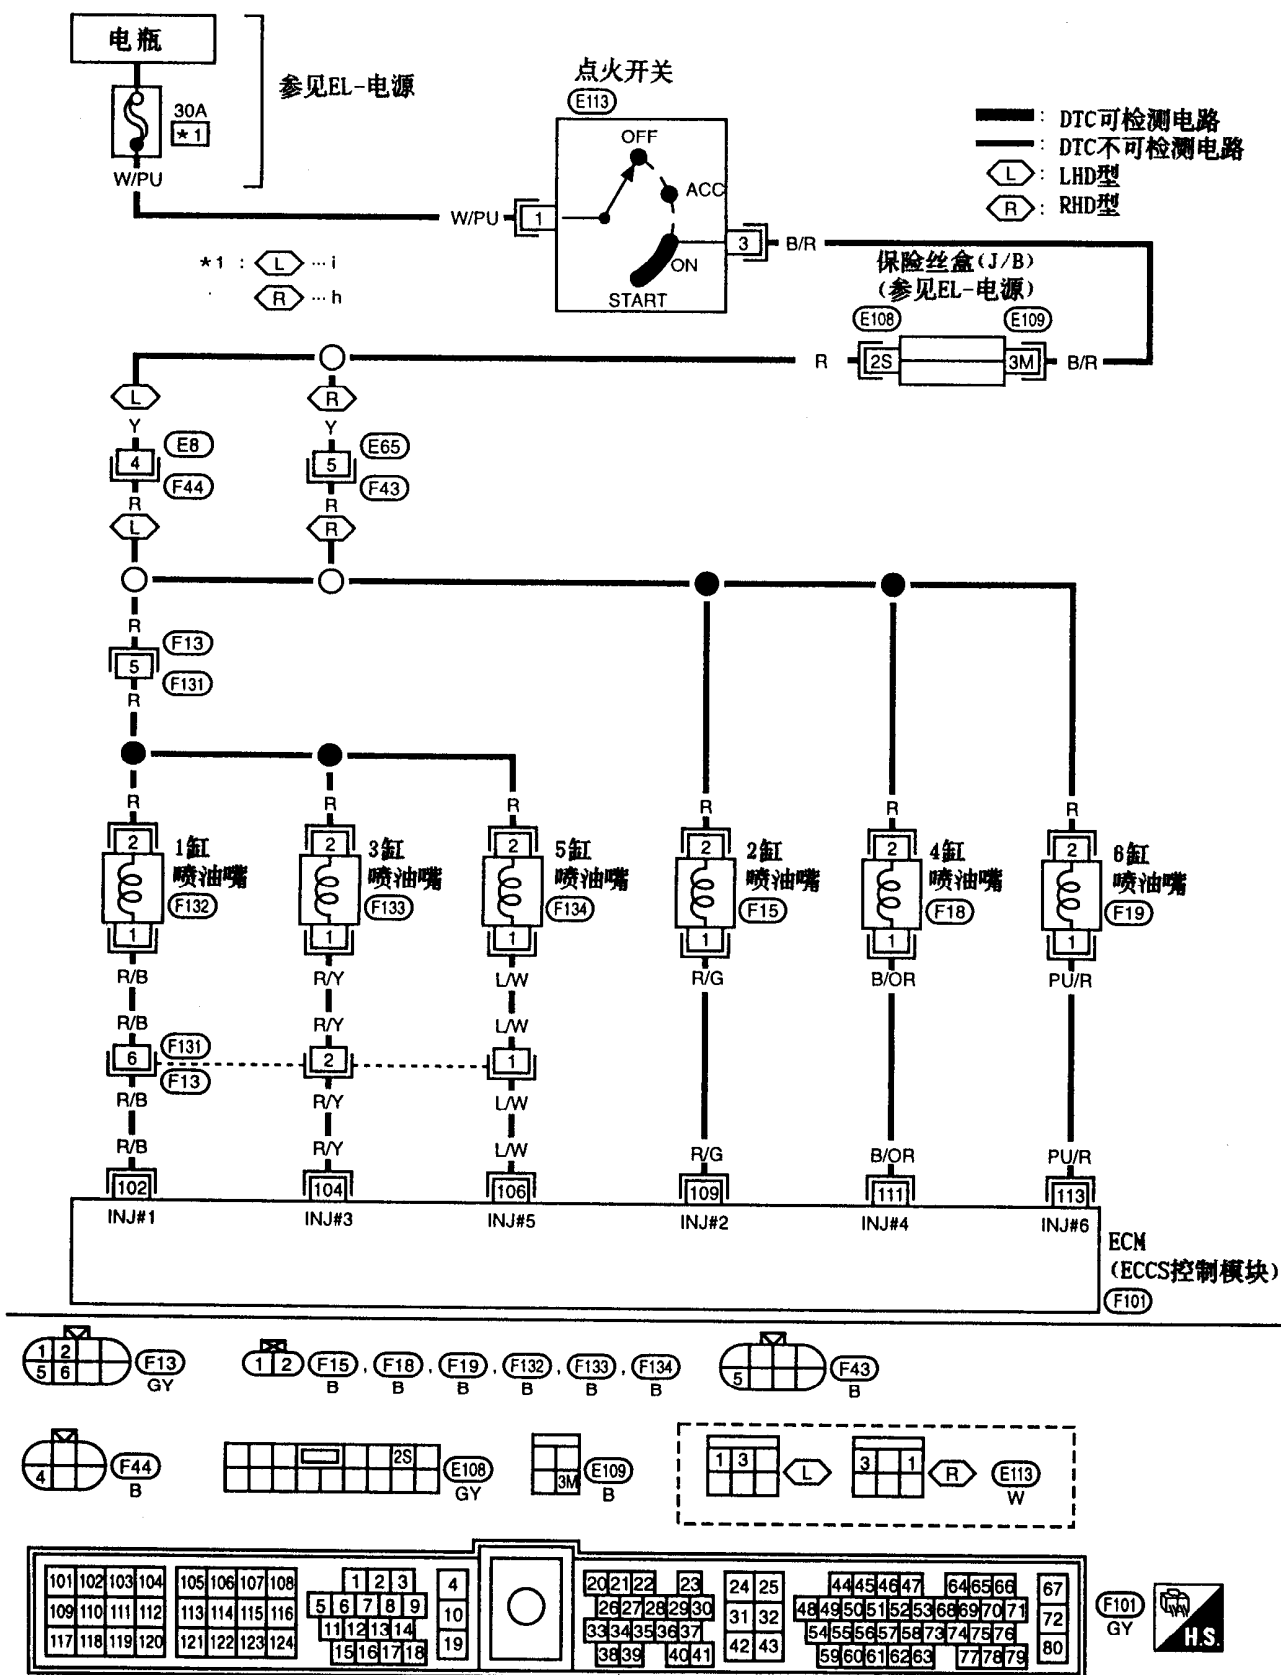 电瓶
30A
*1
W/PU
参见EL-电源
点火开关
E113
OFF
ACC
ON
START
W/PU
1
3
B/R
DTC可检测电路
DTC不可检测电路
L : LHD型
R : RHD型
*1 : L ... i
R ... h
保险丝盒(J/B)
(参见EL-电源)
E108
E109
R
2S
3M
B/R
L
R
Y
Y
4
E8
F44
5
E65
F43
R
R
L
R
R
5
F13
F131
R
R
R
R
R
R
R
2
2
2
2
2
2
1缸
喷油嘴
F132
3缸
喷油嘴
F133
5缸
喷油嘴
F134
2缸
喷油嘴
F15
4缸
喷油嘴
F18
6缸
喷油嘴
F19
1
1
1
1
1
1
R/B
R/Y
L/W
R/G
B/OR
PU/R
R/B
R/Y
L/W
6
F131
F13
2
1
R/B
R/Y
L/W
R/B
R/Y
L/W
R/G
B/OR
PU/R
102
104
106
109
111
113
INJ#1
INJ#3
INJ#5
INJ#2
INJ#4
INJ#6
ECM
(ECCS控制模块)
F101
1 2
5 6
F13
GY
1 2
F15 , F18 , F19 , F132 , F133 , F134
B B B B B B
5
F43
B
4
F44
B
2S
E108
GY
3M
E109
B
1 3
L
3 1
R
E113
W
101 102 103 104 105 106 107 108
109 110 111 112 113 114 115 116
117 118 119 120 121 122 123 124
1 2 3 4
5 6 7 8 9 10
11 12 13 14
15 16 17 18 19
20 21 22 23 24 25
26 27 28 29 30 31 32
33 34 35 36 37
38 39 40 41 42 43
44 45 46 47 64 65 66 67
48 49 50 51 52 53 68 69 70 71 72
54 55 56 57 58 73 74 75 76
59 60 61 62 63 77 78 79 80
F101
GY
H.S.